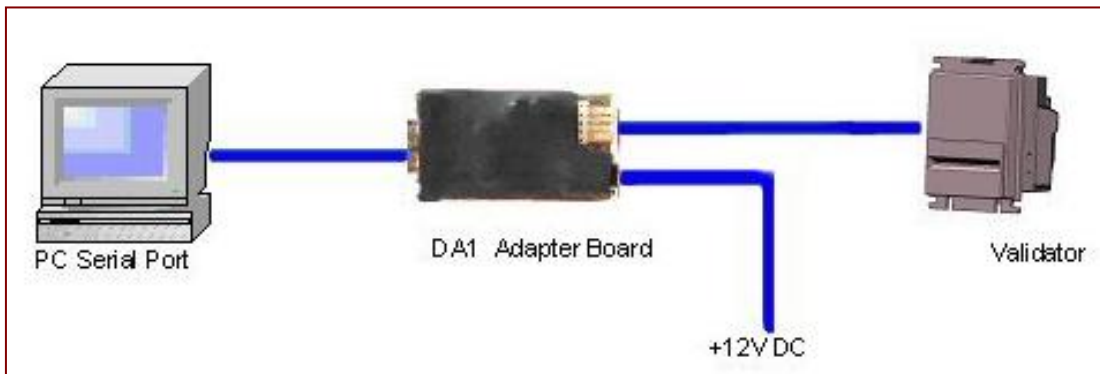 PC Serial Port
DA1 Adapter Board
Validator
+12V DC